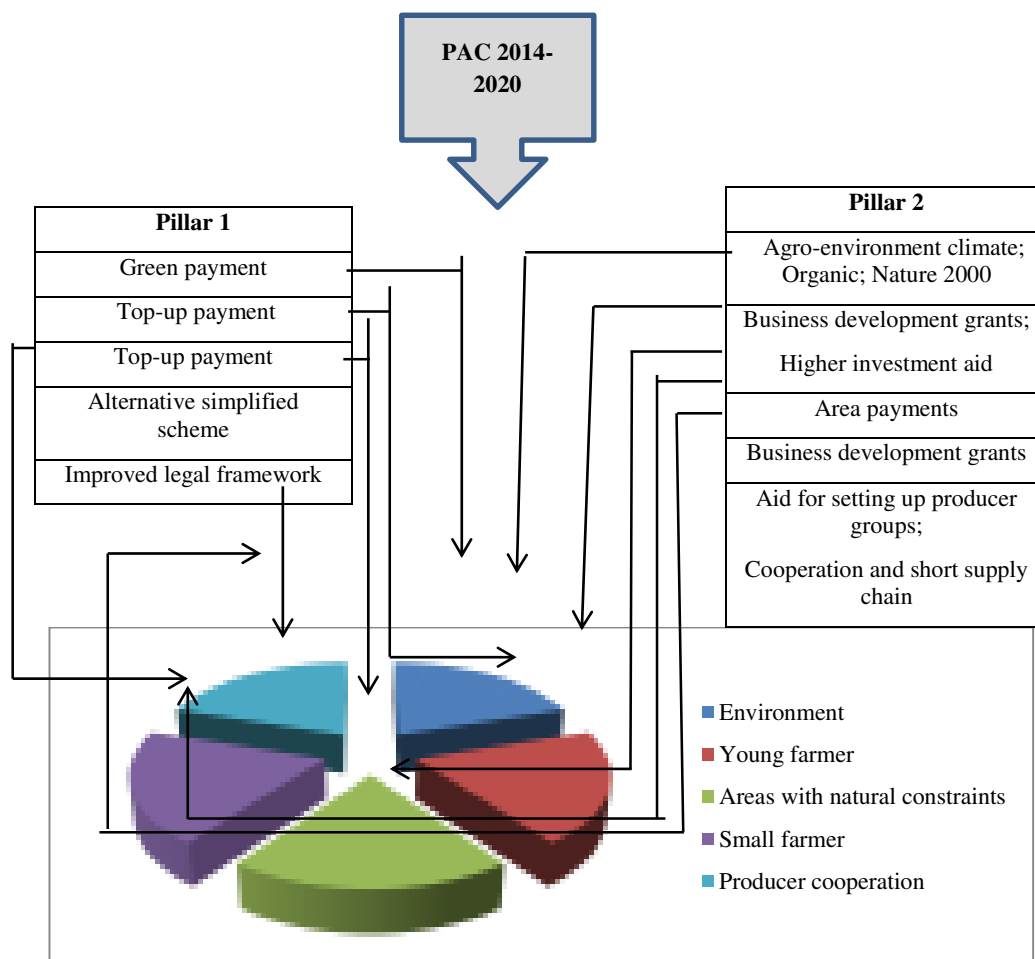 PAC 2014-
2020
Pillar 1
Green payment
Top-up payment
Top-up payment
Alternative simplified
scheme
Improved legal framework
Pillar 2
Agro-environment climate;
Organic; Nature 2000
Business development grants;
Higher investment aid
Area payments
Business development grants
Aid for setting up producer
groups;
Cooperation and short supply
chain
Environment
Young farmer
Areas with natural constraints
Small farmer
Producer cooperation